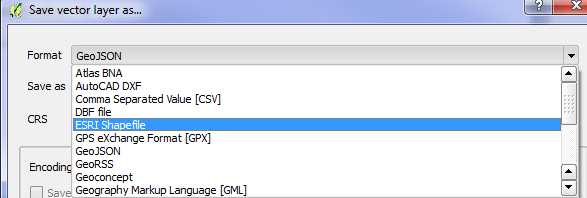 Save vector layer as...
Format GeoJSON
Atlas BNA
Save as AutoCAD DXF
Comma Separated Value [CSV]
DBF file
CRS ESRI Shapefile
GPS eXchange Format [GPX]
GeoJSON
Encoding GeoRSS
Geoconcept
Save Geography Markup Language [GML]